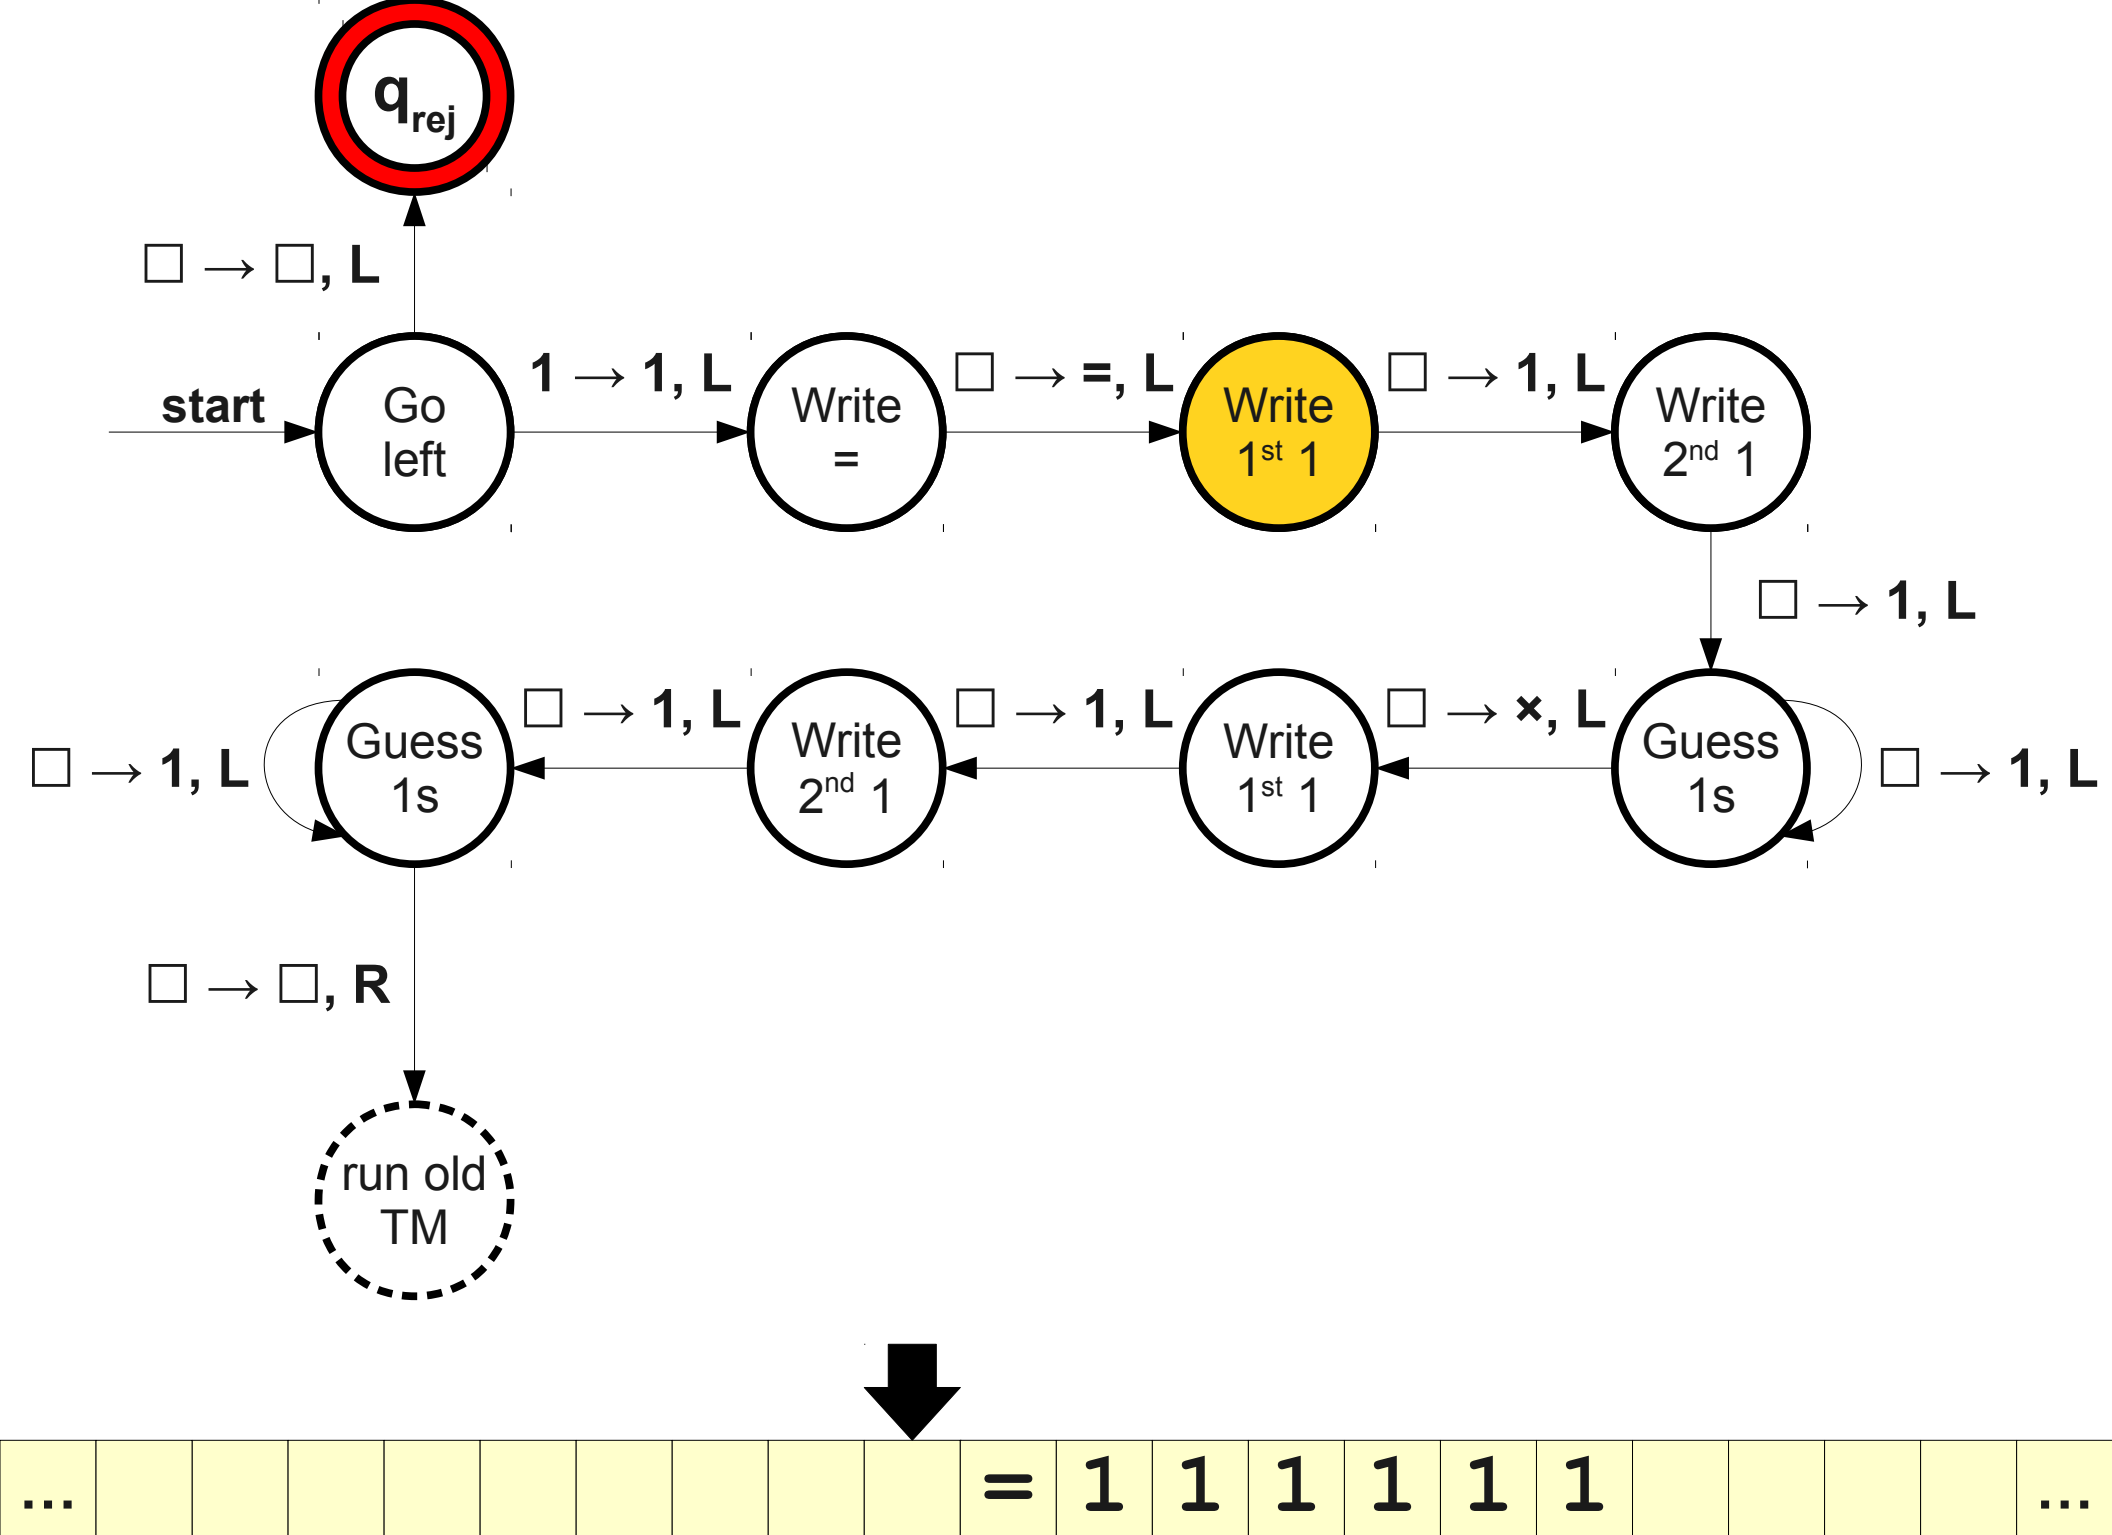 q_rej
□ → □, L
start
Go
left
1 → 1, L
Write
=
□ → =, L
Write
1st 1
□ → 1, L
Write
2nd 1
□ → 1, L
□ → 1, L
Guess
1s
□ → 1, L
Write
2nd 1
□ → 1, L
Write
1st 1
□ → ×, L
Guess
1s
□ → 1, L
□ → □, R
run old
TM
... = 1 1 1 1 1 1 ...